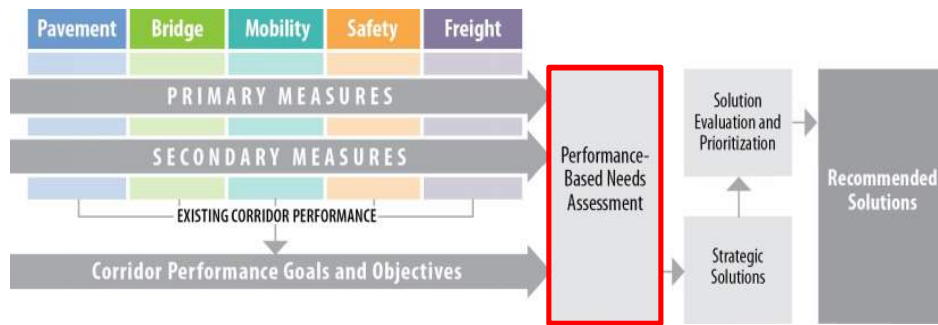 Pavement
Bridge
Mobility
Safety
Freight
PRIMARY MEASURES
SECONDARY MEASURES
EXISTING CORRIDOR PERFORMANCE
Corridor Performance Goals and Objectives
Performance-
Based Needs
Assessment
Solution
Evaluation and
Prioritization
Strategic
Solutions
Recommended
Solutions